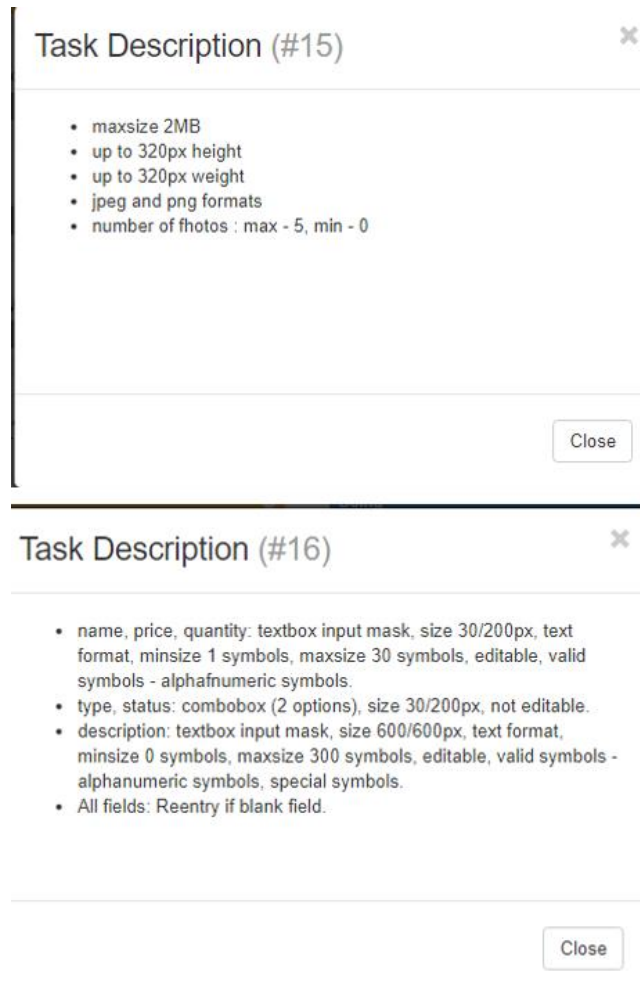 Task Description (#15)
• maxsize 2MB
• up to 320px height
• up to 320px weight
• jpeg and png formats
• number of fhotos : max - 5, min - 0
Close
Task Description (#16)
• name, price, quantity: textbox input mask, size 30/200px, text
format, minsize 1 symbols, maxsize 30 symbols, editable, valid
symbols - alphafnumeric symbols.
• type, status: combobox (2 options), size 30/200px, not editable.
• description: textbox input mask, size 600/600px, text format,
minsize 0 symbols, maxsize 300 symbols, editable, valid symbols -
alphanumeric symbols, special symbols.
• All fields: Reentry if blank field.
Close